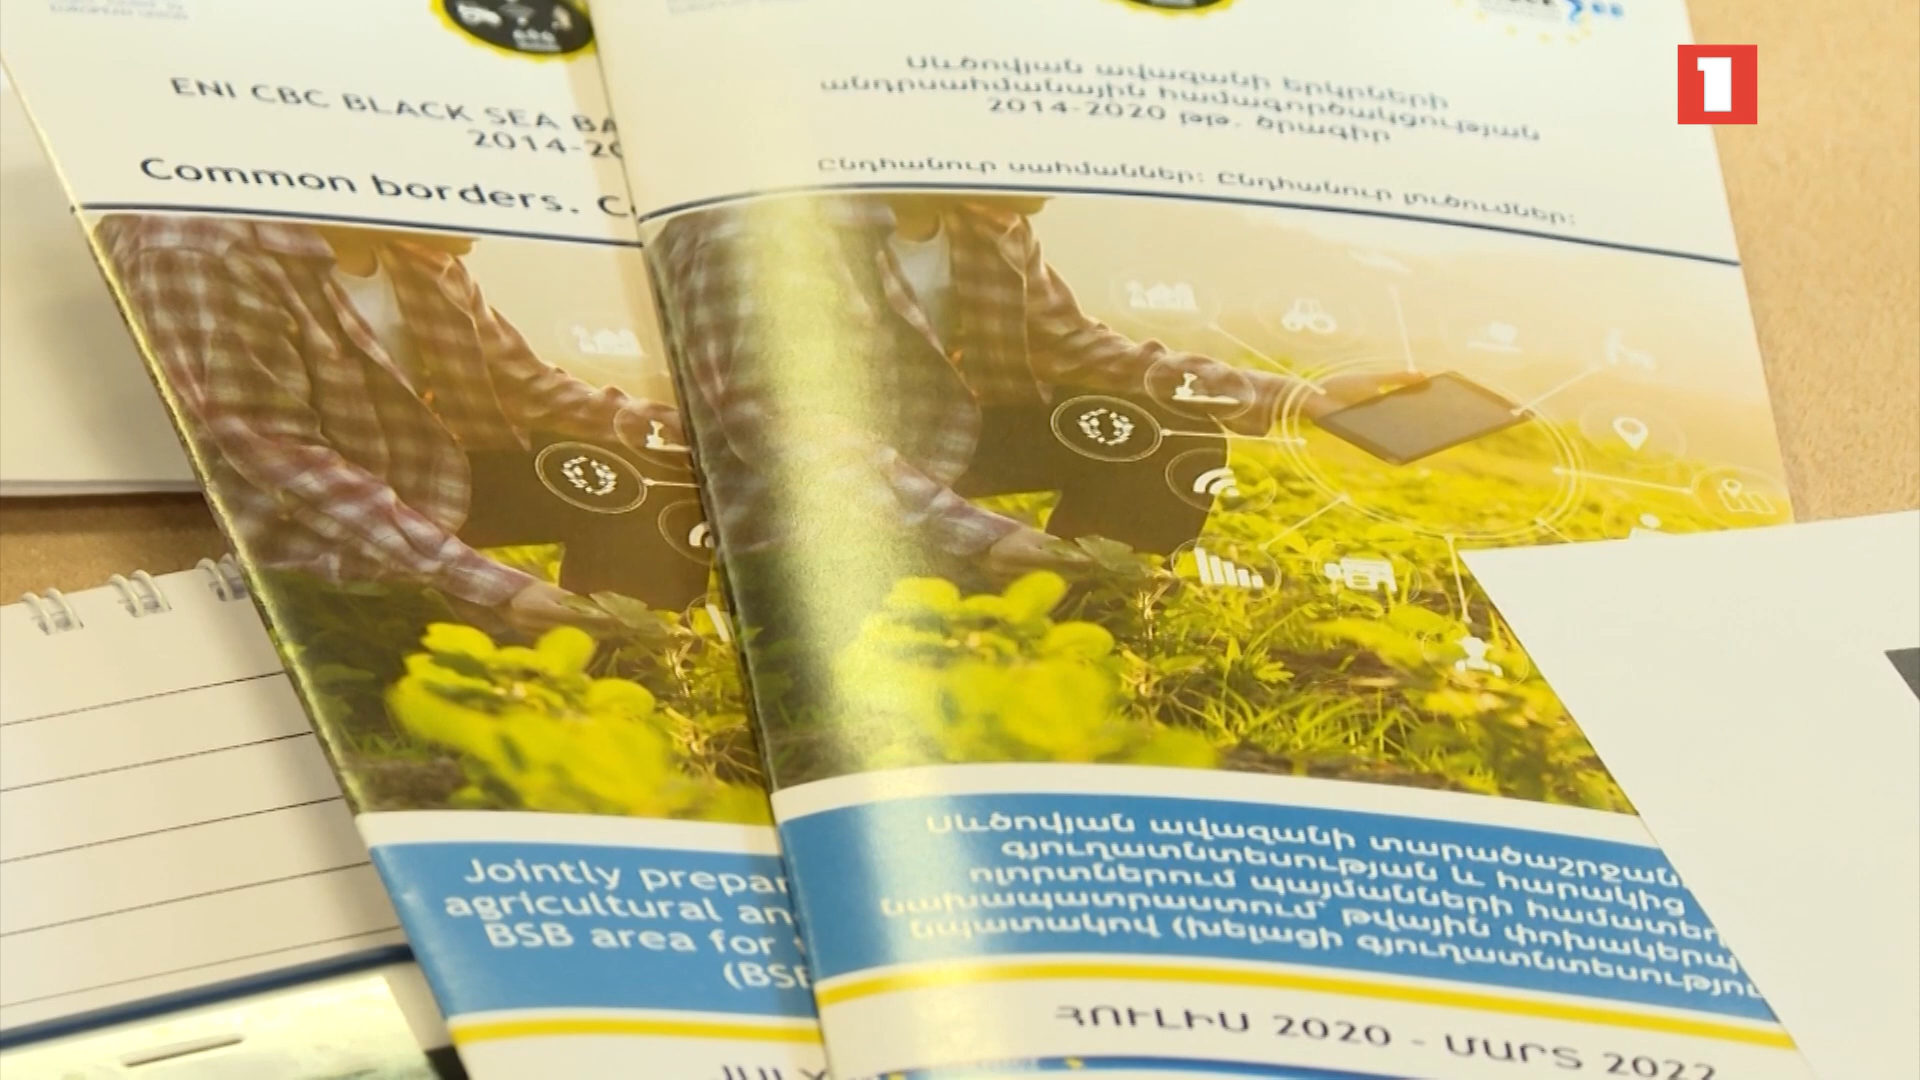 ENI CBC BLACK SEA BA
2014-20
Common borders. C
Jointly prepar
agricultural an
BSB area for
(BSB
JULY
Սևծովյան ավազանի երկրների
անդրսահմանային համագործակցության
2014-2020 թթ. ծրագիր
Ընդհանուր սահմաններ: Ընդհանուր լուծումներ:
Սևծովյան ավազանի տարածաշրջան
գյուղատնտեսության և հարակից
ոլորտներում պայմանների համատեղ
նախապատրաստում՝ թվային փոխակերպ
նպատակով (խելացի գյուղատնտեսությու
ՀՈՒԼԻՍ 2020 - ՄԱՐՏ 2022
1